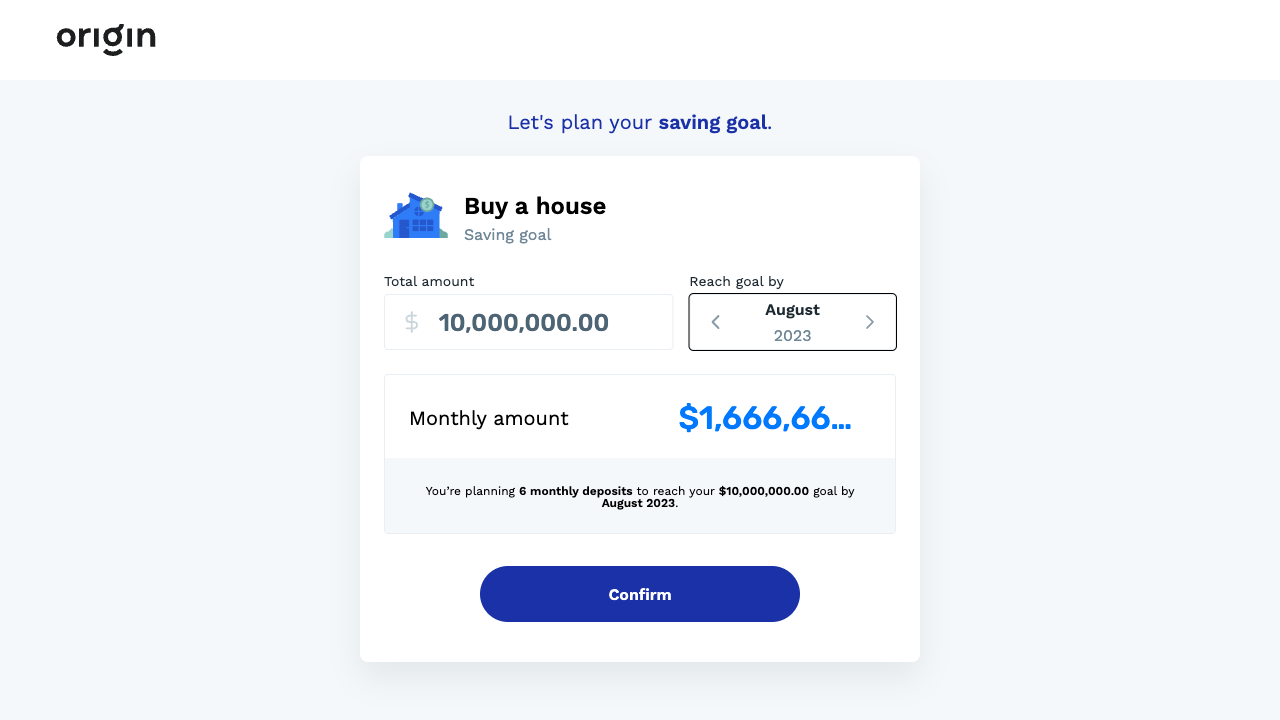 origin
Let's plan your saving goal.
Buy a house
Saving goal
Total amount
Reach goal by
$ 10,000,000.00
August
2023
Monthly amount
$1,666,66...
You're planning 6 monthly deposits to reach your $10,000,000.00 goal by
August 2023.
Confirm